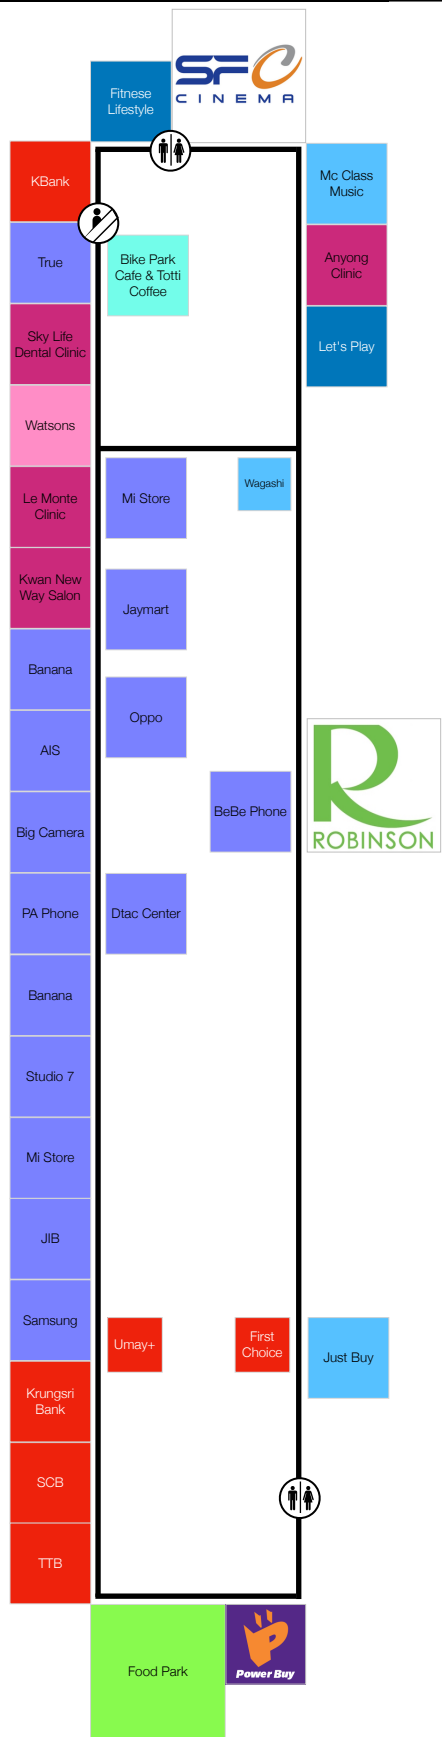 SFC
CINEMA
Fitnese
Lifestyle
KBank
Mc Class
Music
True
Bike Park
Cafe & Totti
Coffee
Anyong
Clinic
Sky Life
Dental Clinic
Let's Play
Watsons
Le Monte
Clinic
Mi Store
Wagashi
Kwan New
Way Salon
Jaymart
Banana
Oppo
AIS
BeBe Phone
ROBINSON
Big Camera
PA Phone
Dtac Center
Banana
Studio 7
Mi Store
JIB
Samsung
Umay+
First
Choice
Just Buy
Krungsri
Bank
SCB
TTB
Food Park
Power Buy